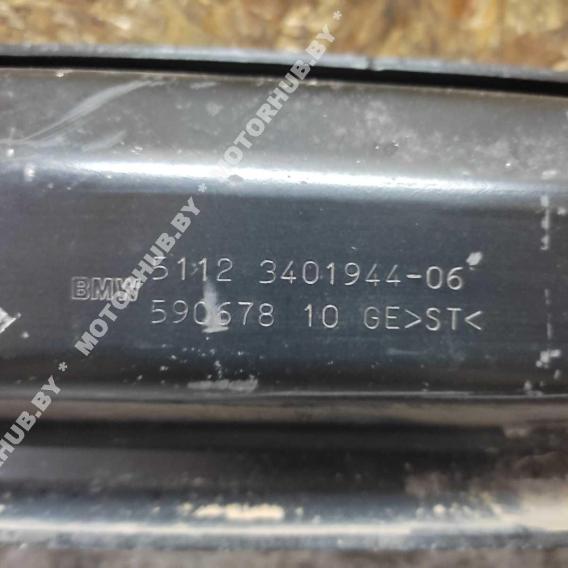 BMW 5112 3401944-06
590678 10 GE>ST<
MOTORHUB.BY * MOTORHUB.BY * MOTORHUB.BY